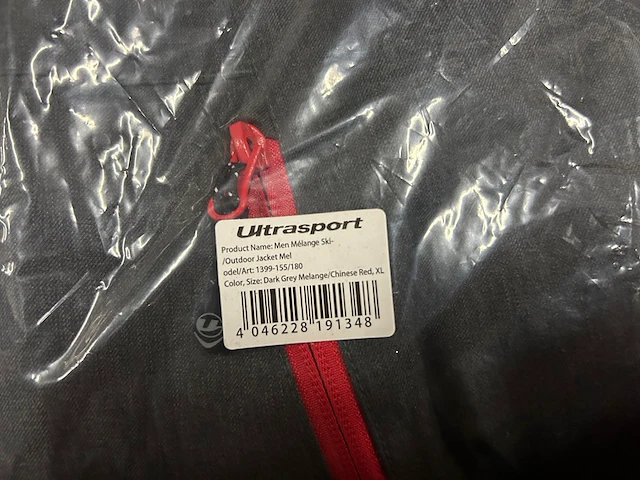 Ultrasport
Product Name: Men Mélange Ski-
/Outdoor Jacket Mel
odel/Art: 1399-155/180
Color, Size: Dark Grey Melange/Chinese Red, XL
4 046228 191348